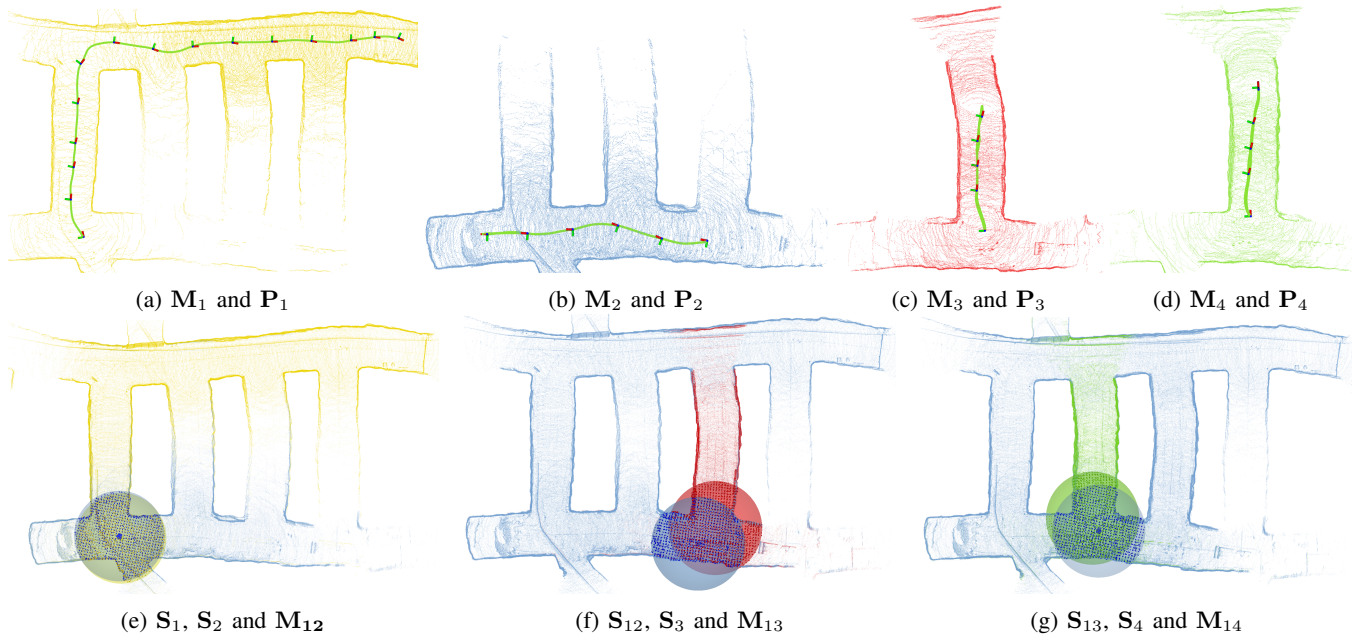 (a) M₁ and P₁
(b) M₂ and P₂
(c) M₃ and P₃
(d) M₄ and P₄
(e) S₁, S₂ and M₁₂
(f) S₁₂, S₃ and M₁₃
(g) S₁₃, S₄ and M₁₄